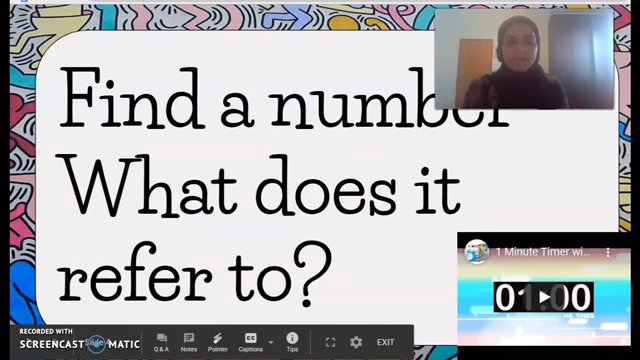 Find a number
What does it
refer to?
1 Minute Timer wi...
01:00
RECORDED WITH
SCREENCAST MATIC
Q & A
Notes
Pointer
Captions
Tips
EXIT